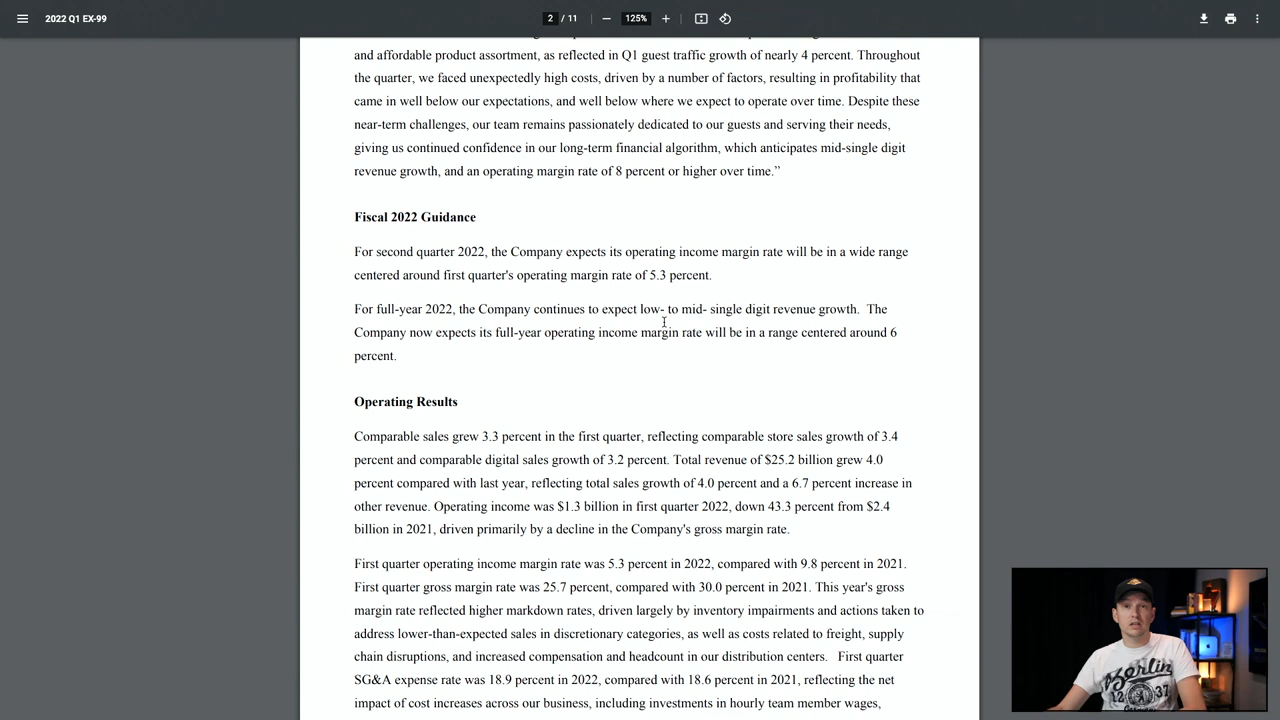 2022 Q1 EX-99
2 / 11
125%
and affordable product assortment, as reflected in Q1 guest traffic growth of nearly 4 percent. Throughout
the quarter, we faced unexpectedly high costs, driven by a number of factors, resulting in profitability that
came in well below our expectations, and well below where we expect to operate over time. Despite these
near-term challenges, our team remains passionately dedicated to our guests and serving their needs,
giving us continued confidence in our long-term financial algorithm, which anticipates mid-single digit
revenue growth, and an operating margin rate of 8 percent or higher over time.”
Fiscal 2022 Guidance
For second quarter 2022, the Company expects its operating income margin rate will be in a wide range
centered around first quarter's operating margin rate of 5.3 percent.
For full-year 2022, the Company continues to expect low- to mid- single digit revenue growth.  The
Company now expects its full-year operating income margin rate will be in a range centered around 6
percent.
Operating Results
Comparable sales grew 3.3 percent in the first quarter, reflecting comparable store sales growth of 3.4
percent and comparable digital sales growth of 3.2 percent. Total revenue of $25.2 billion grew 4.0
percent compared with last year, reflecting total sales growth of 4.0 percent and a 6.7 percent increase in
other revenue. Operating income was $1.3 billion in first quarter 2022, down 43.3 percent from $2.4
billion in 2021, driven primarily by a decline in the Company's gross margin rate.
First quarter operating income margin rate was 5.3 percent in 2022, compared with 9.8 percent in 2021.
First quarter gross margin rate was 25.7 percent, compared with 30.0 percent in 2021. This year's gross
margin rate reflected higher markdown rates, driven largely by inventory impairments and actions taken to
address lower-than-expected sales in discretionary categories, as well as costs related to freight, supply
chain disruptions, and increased compensation and headcount in our distribution centers.   First quarter
SG&A expense rate was 18.9 percent in 2022, compared with 18.6 percent in 2021, reflecting the net
impact of cost increases across our business, including investments in hourly team member wages,
Berlin
12 37